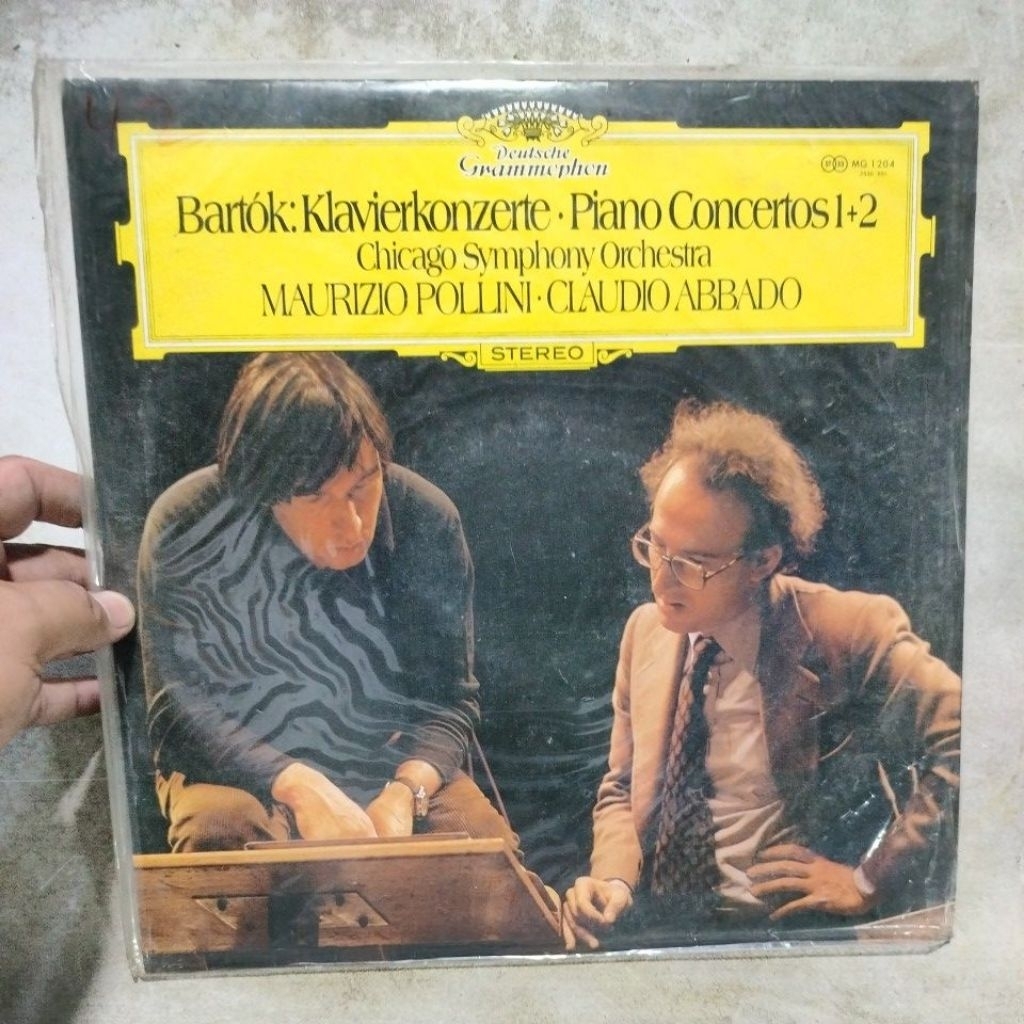 Deutsche
Grammophon
MG 1204
Bartók: Klavierkonzerte · Piano Concertos 1+2
Chicago Symphony Orchestra
MAURIZIO POLLINI · CLAUDIO ABBADO
STEREO